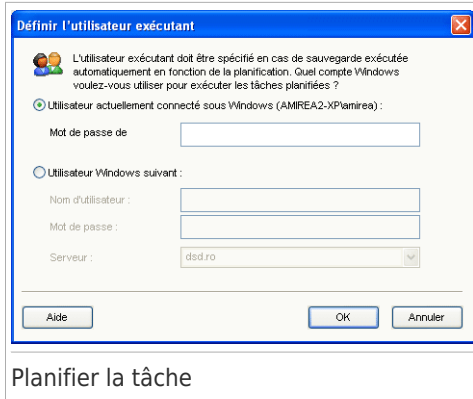 Définir l'utilisateur exécutant
L'utilisateur exécutant doit être spécifié en cas de sauvegarde exécutée
automatiquement en fonction de la planification. Quel compte Windows
voulez-vous utiliser pour exécuter les tâches planifiées ?
Utilisateur actuellement connecté sous Windows (AMIREA2-XP\amirea) :
Mot de passe de
Utilisateur Windows suivant :
Nom d'utilisateur :
Mot de passe :
Serveur :
dsd.ro
Aide
OK
Annuler
Planifier la tâche